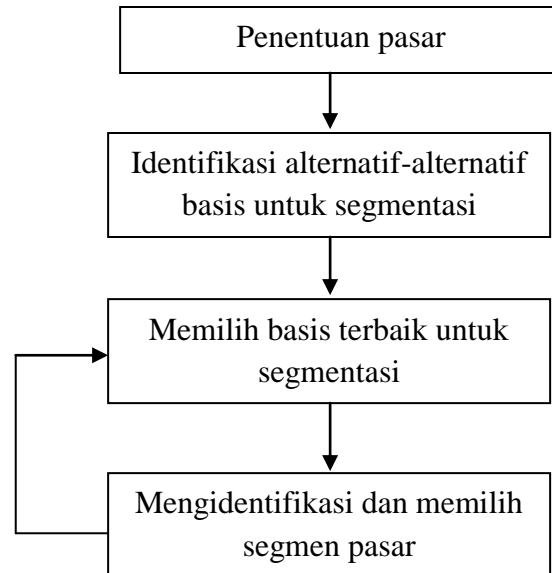 Penentuan pasar
Identifikasi alternatif-alternatif
basis untuk segmentasi
Memilih basis terbaik untuk
segmentasi
Mengidentifikasi dan memilih
segmen pasar